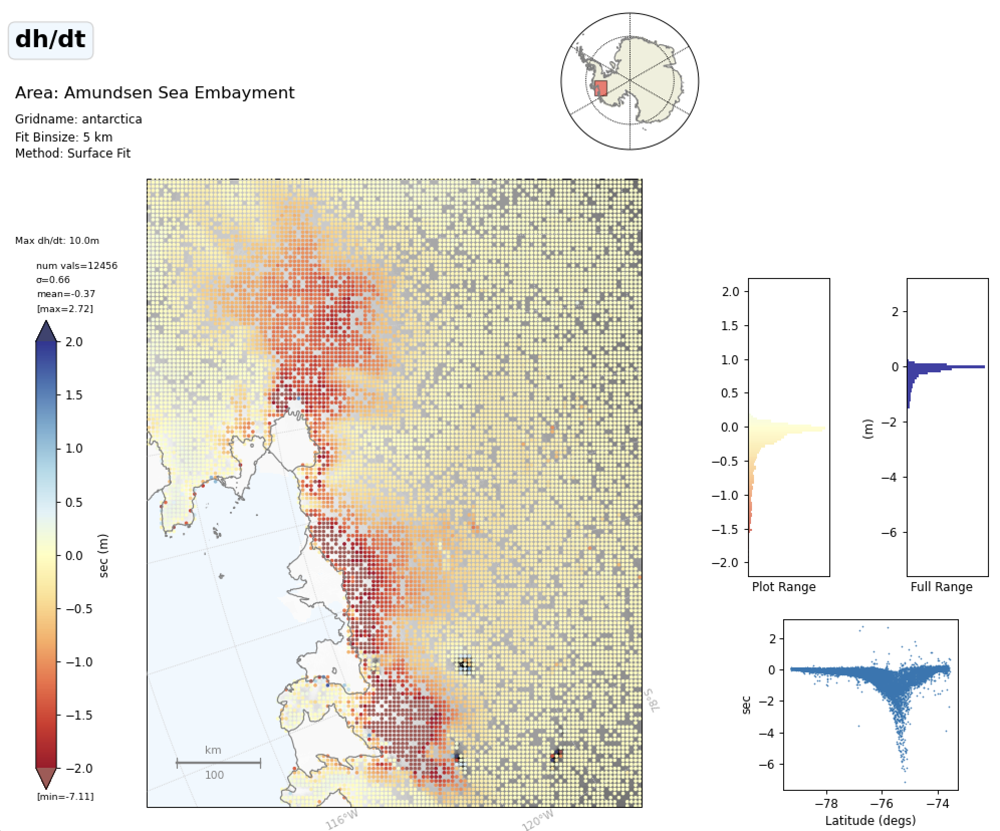 dh/dt
Area: Amundsen Sea Embayment
Gridname: antarctica
Fit Binsize: 5 km
Method: Surface Fit
Max dh/dt: 10.0m
num vals=12456
σ=0.66
mean=-0.37
[max=2.72]
2.0
1.5
1.0
0.5
0.0
−0.5
−1.0
−1.5
−2.0
sec (m)
[min=-7.11]
km
100
116°W
120°W
78°S
2.0
1.5
1.0
0.5
0.0
−0.5
−1.0
−1.5
−2.0
Plot Range
(m)
2
0
−2
−4
−6
Full Range
sec
2
0
−2
−4
−6
−78
−76
−74
Latitude (degs)